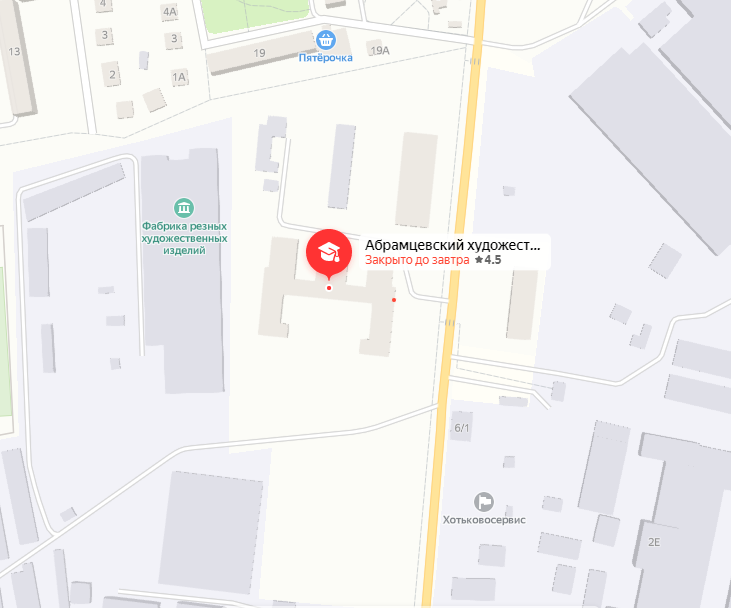 4
4А
3
3
13
19
19А
Пятёрочка
2
1А
Фабрика резных
художественных
изделий
Абрамцевский художест...
Закрыто до завтра ★4.5
6/1
Хотьковосервис
2Е